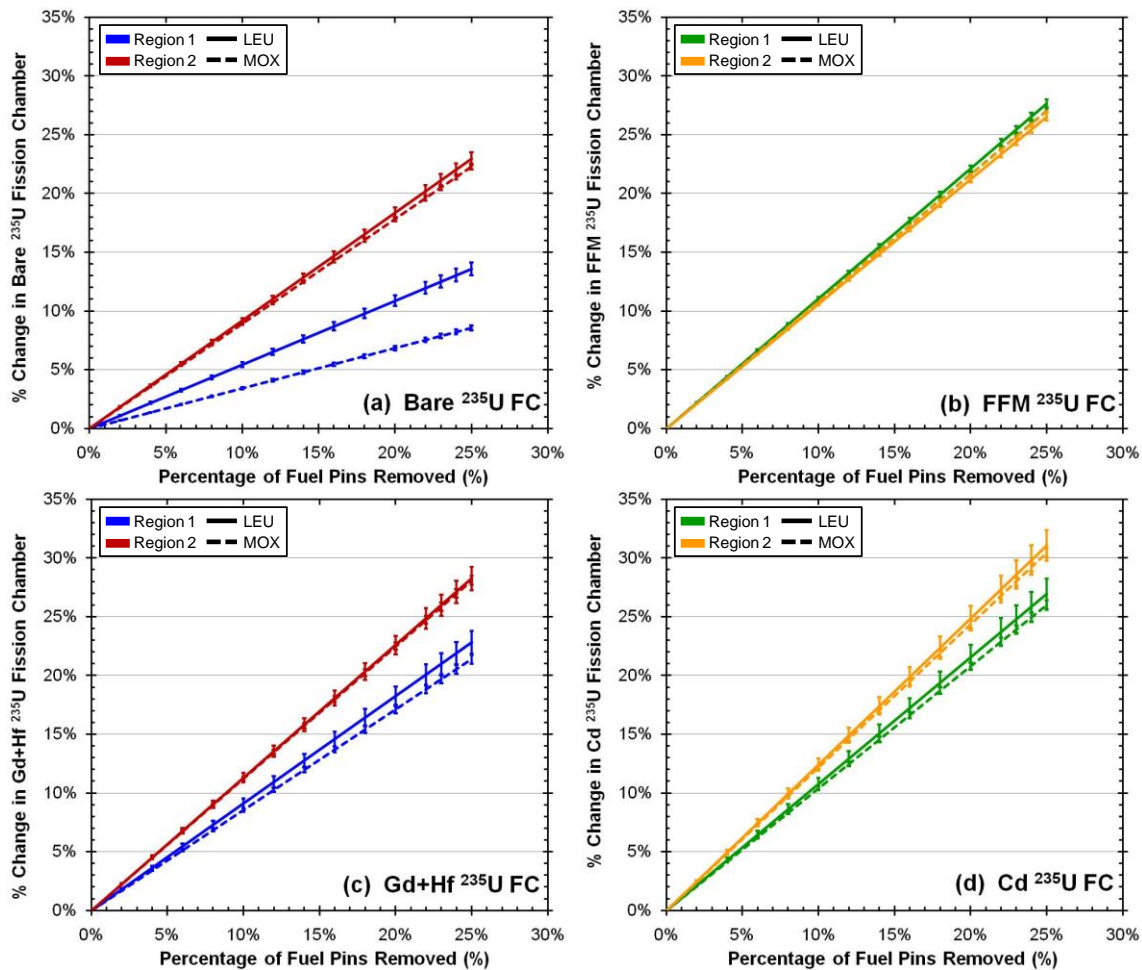 Region 1 LEU
Region 2 MOX
35%
30%
25%
20%
15%
10%
5%
0%
% Change in Bare ²³⁵U Fission Chamber
(a) Bare ²³⁵U FC
0% 5% 10% 15% 20% 25% 30%
Percentage of Fuel Pins Removed (%)
Region 1 LEU
Region 2 MOX
35%
30%
25%
20%
15%
10%
5%
0%
% Change in FFM ²³⁵U Fission Chamber
(b) FFM ²³⁵U FC
0% 5% 10% 15% 20% 25% 30%
Percentage of Fuel Pins Removed (%)
Region 1 LEU
Region 2 MOX
35%
30%
25%
20%
15%
10%
5%
0%
% Change in Gd+Hf ²³⁵U Fission Chamber
(c) Gd+Hf ²³⁵U FC
0% 5% 10% 15% 20% 25% 30%
Percentage of Fuel Pins Removed (%)
Region 1 LEU
Region 2 MOX
35%
30%
25%
20%
15%
10%
5%
0%
% Change in Cd ²³⁵U Fission Chamber
(d) Cd ²³⁵U FC
0% 5% 10% 15% 20% 25% 30%
Percentage of Fuel Pins Removed (%)